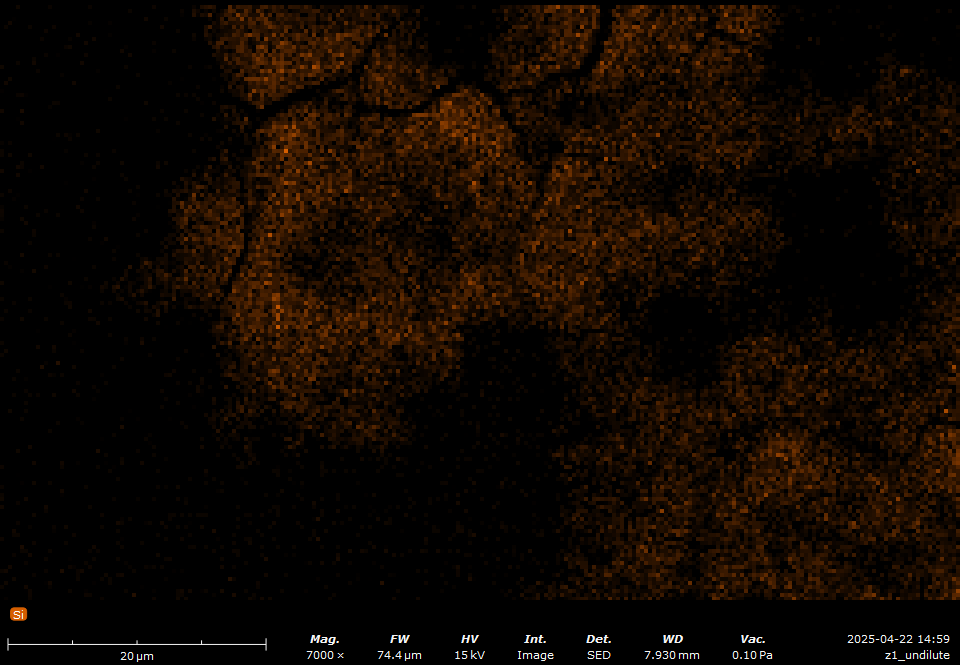 Si
Mag. FW HV Int. Det. WD Vac. 2025-04-22 14:59
20 µm 7000 × 74.4 µm 15 kV Image SED 7.930 mm 0.10 Pa z1_undilute